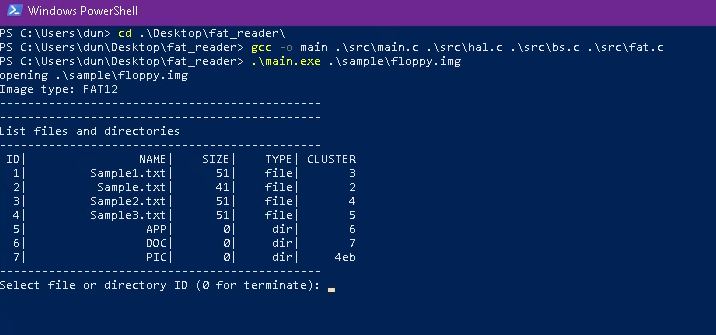 Windows PowerShell
PS C:\Users\dun> cd .\Desktop\fat_reader\
PS C:\Users\dun\Desktop\fat_reader> gcc -o main .\src\main.c .\src\hal.c .\src\bs.c .\src\fat.c
PS C:\Users\dun\Desktop\fat_reader> .\main.exe .\sample\floppy.img
opening .\sample\floppy.img
Image type: FAT12
--------------------------------------------------
--------------------------------------------------
List files and directories
--------------------------------------------------
 ID|                 NAME|     SIZE|     TYPE| CLUSTER
  1|          Sample1.txt|       51|     file|       3
  2|           Sample.txt|       41|     file|       2
  3|          Sample2.txt|       51|     file|       4
  4|          Sample3.txt|       51|     file|       5
  5|                  APP|        0|      dir|       6
  6|                  DOC|        0|      dir|       7
  7|                  PIC|        0|      dir|     4eb
--------------------------------------------------
Select file or directory ID (0 for terminate):